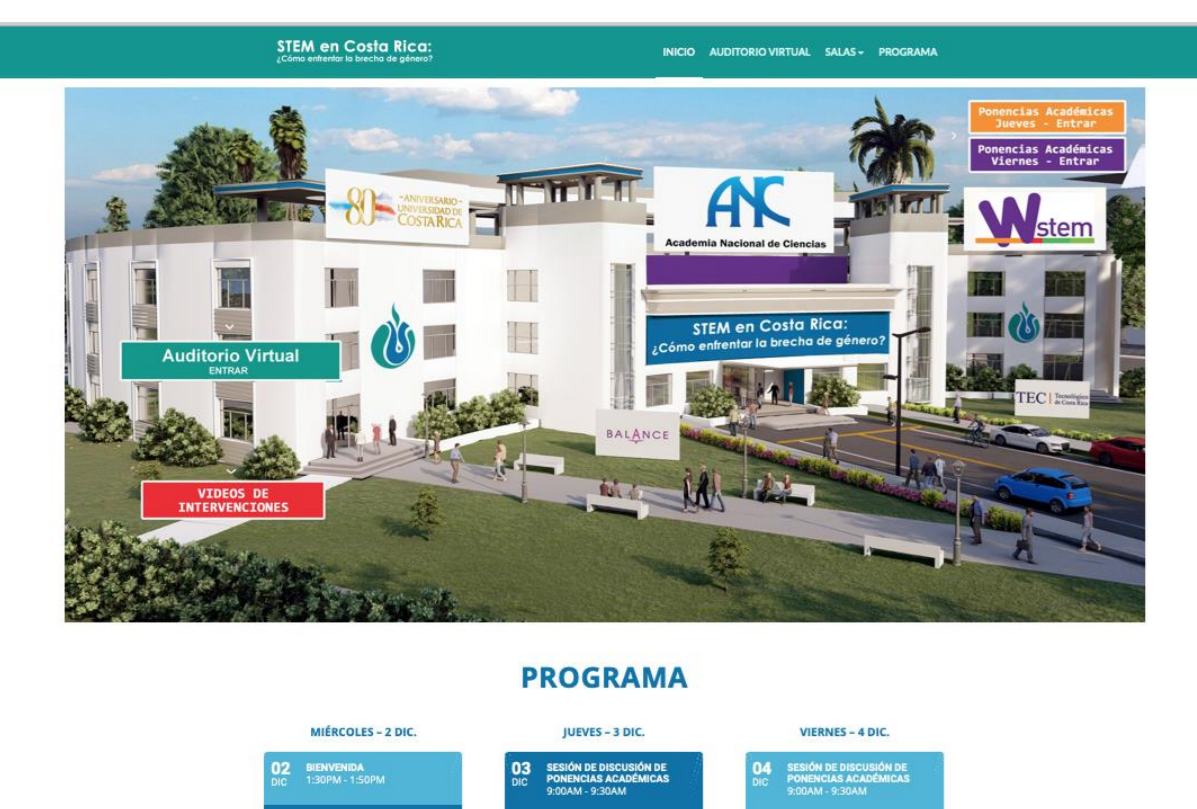 STEM en Costa Rica:
¿Cómo enfrentar la brecha de género?
INICIO AUDITORIO VIRTUAL SALAS PROGRAMA
Ponencias Académicas
Jueves - Entrar
Ponencias Académicas
Viernes - Entrar
80 ANIVERSARIO
UNIVERSIDAD DE
COSTA RICA
ANC
Academia Nacional de Ciencias
Wstem
STEM en Costa Rica:
¿Cómo enfrentar la brecha de género?
Auditorio Virtual
ENTRAR
TEC | Tecnológico
de Costa Rica
BALANCE
VIDEOS DE
INTERVENCIONES
PROGRAMA
MIÉRCOLES – 2 DIC.
02
DIC
BIENVENIDA
1:30PM - 1:50PM
JUEVES – 3 DIC.
03
DIC
SESIÓN DE DISCUSIÓN DE
PONENCIAS ACADÉMICAS
9:00AM - 9:30AM
VIERNES – 4 DIC.
04
DIC
SESIÓN DE DISCUSIÓN DE
PONENCIAS ACADÉMICAS
9:00AM - 9:30AM